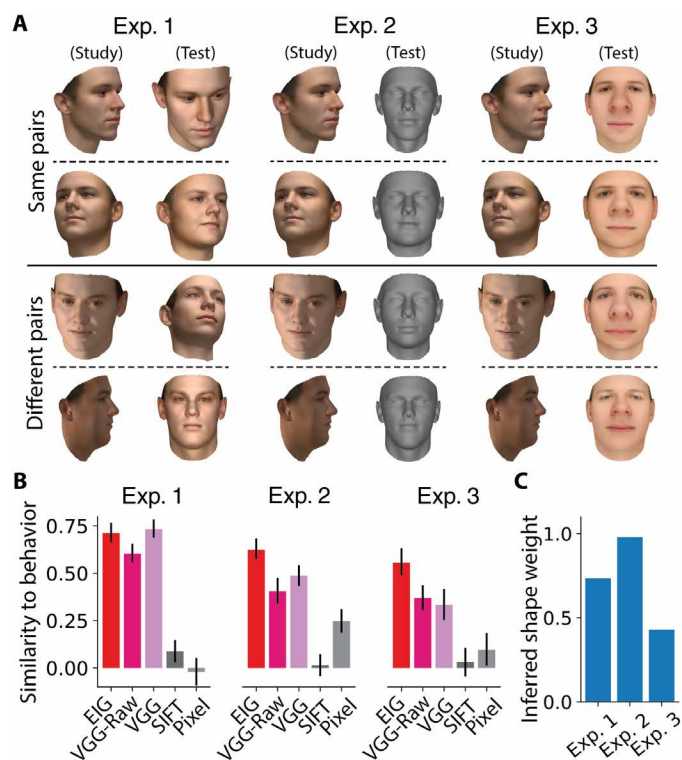 A
Exp. 1 Exp. 2 Exp. 3
(Study) (Test) (Study) (Test) (Study) (Test)
Same pairs
Different pairs
B
Exp. 1 Exp. 2 Exp. 3
Similarity to behavior
0.75
0.50
0.25
0.00
EIG VGG-Raw VGG SIFT Pixel
EIG VGG-Raw VGG SIFT Pixel
EIG VGG-Raw VGG SIFT Pixel
C
Inferred shape weight
1.0
0.5
0.0
Exp. 1 Exp. 2 Exp. 3